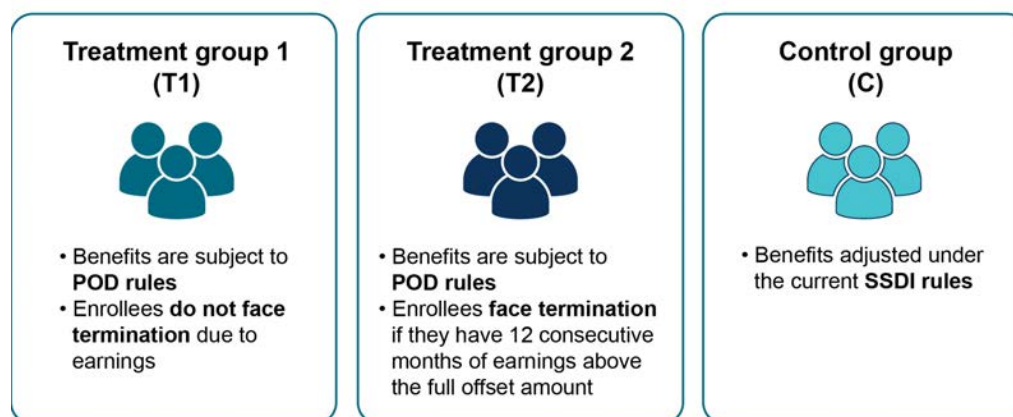 Treatment group 1
(T1)
• Benefits are subject to
POD rules
• Enrollees do not face
termination due to
earnings
Treatment group 2
(T2)
• Benefits are subject to
POD rules
• Enrollees face termination
if they have 12 consecutive
months of earnings above
the full offset amount
Control group
(C)
• Benefits adjusted under
the current SSDI rules